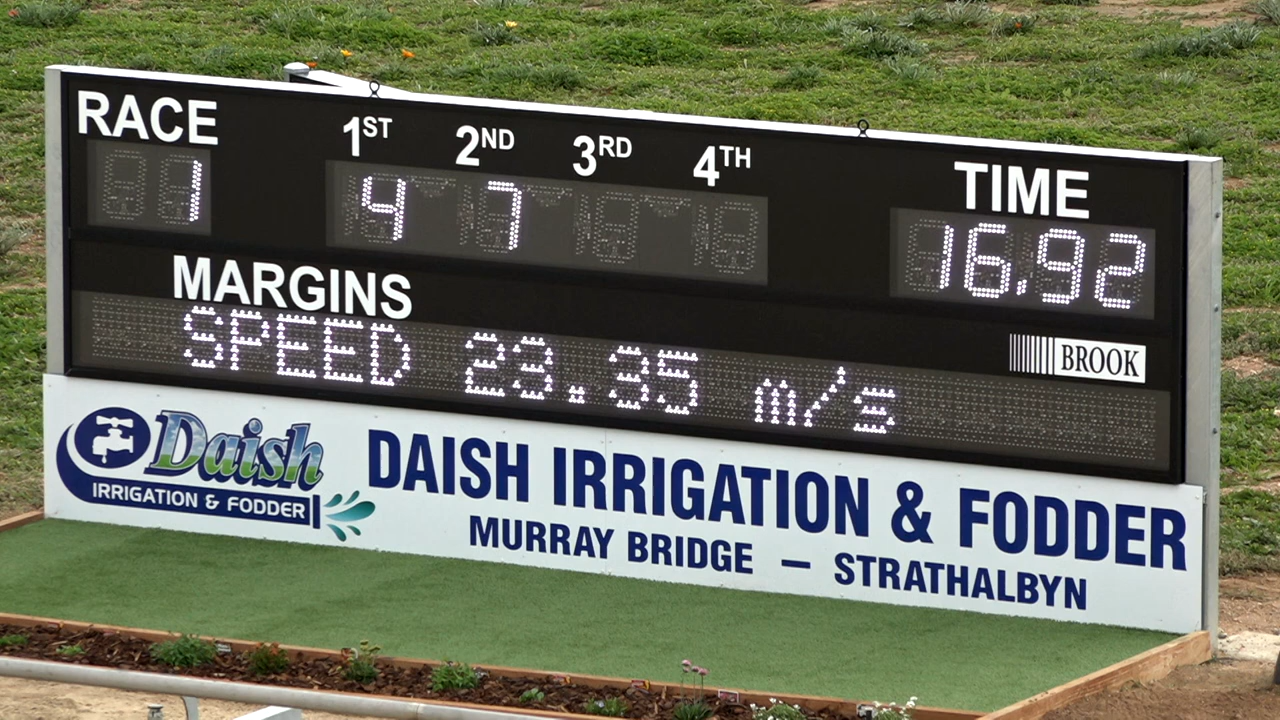 RACE 1ST 2ND 3RD 4TH TIME
1 4 7 16.92
MARGINS
SPEED 23.35 m/s
BROOK
Daish
IRRIGATION & FODDER
DAISH IRRIGATION & FODDER
MURRAY BRIDGE — STRATHALBYN